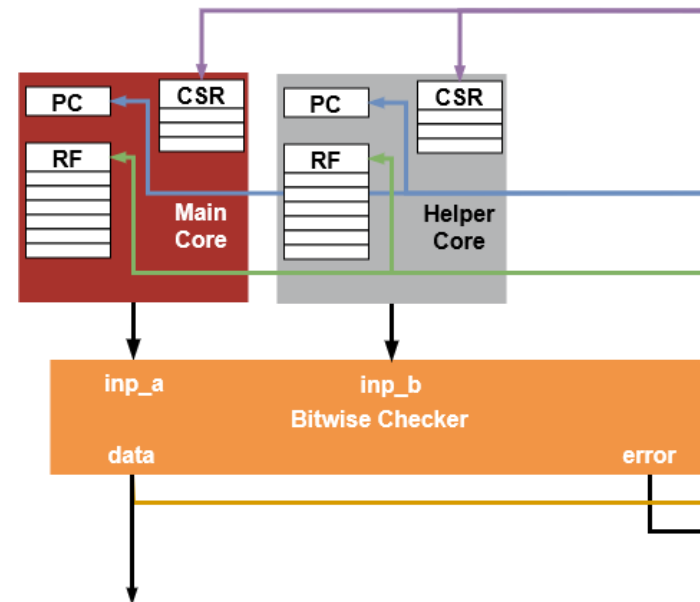 PC
CSR
RF
Main
Core
PC
CSR
RF
Helper
Core
inp_a
inp_b
Bitwise Checker
data
error